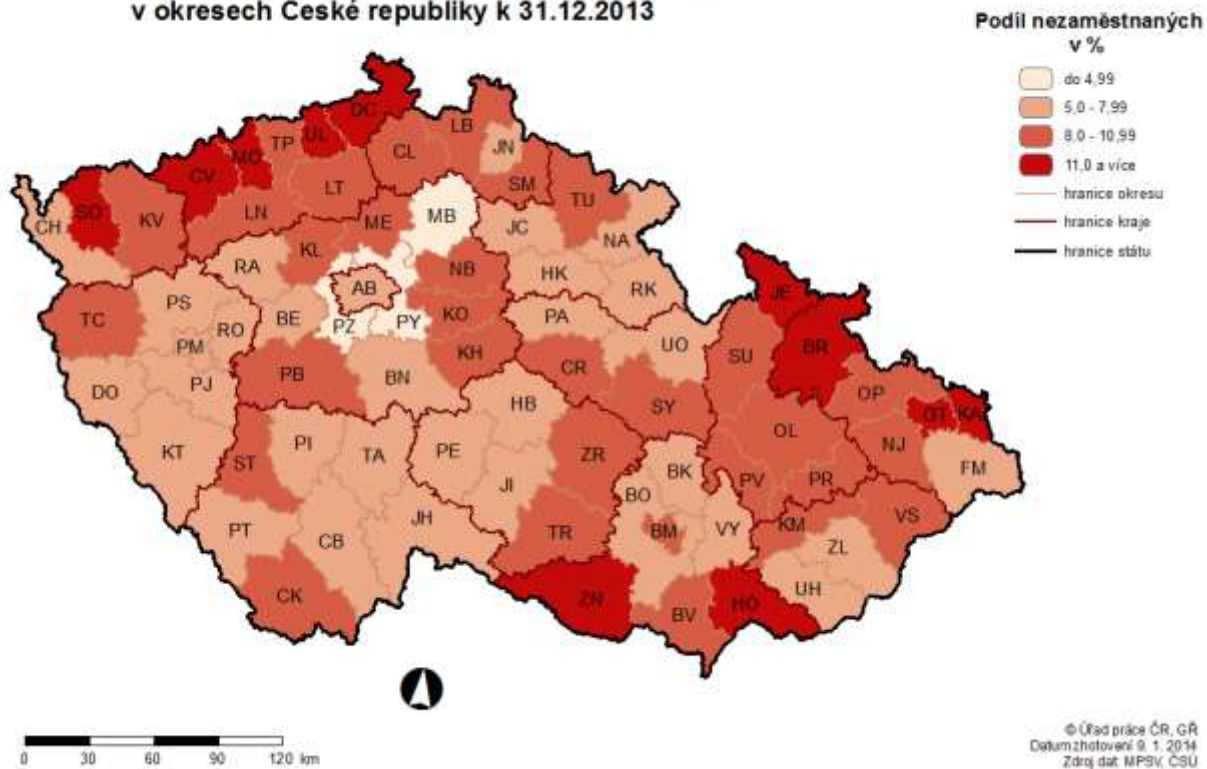 v okresech České republiky k 31.12.2013
Podíl nezaměstnaných
v %
do 4,99
5,0 - 7,99
8,0 - 10,99
11,0 a více
hranice okresu
hranice kraje
hranice státu
DC
LB
UL
TP
JN
MO
CL
CV
SM
LT
TU
SO
MB
KV
LN
ME
CH
JC
NA
KL
RA
NB
HK
AB
RK
JE
PS
TC
RO
BE
PZ
PY
KO
PA
PM
UO
BR
KH
SU
CR
PB
BN
PJ
DO
OP
HB
SY
OT
KA
OL
PI
KT
ST
TA
PE
ZR
NJ
FM
BK
JI
PV
PR
BO
JH
VS
PT
TR
BM
VY
KM
CB
ZL
UH
CK
ZN
HO
BV
0 30 60 90 120 km
© Úřad práce ČR, GŘ
Datum zhotovení 9. 1. 2014
Zdroj dat: MPSV, ČSÚ